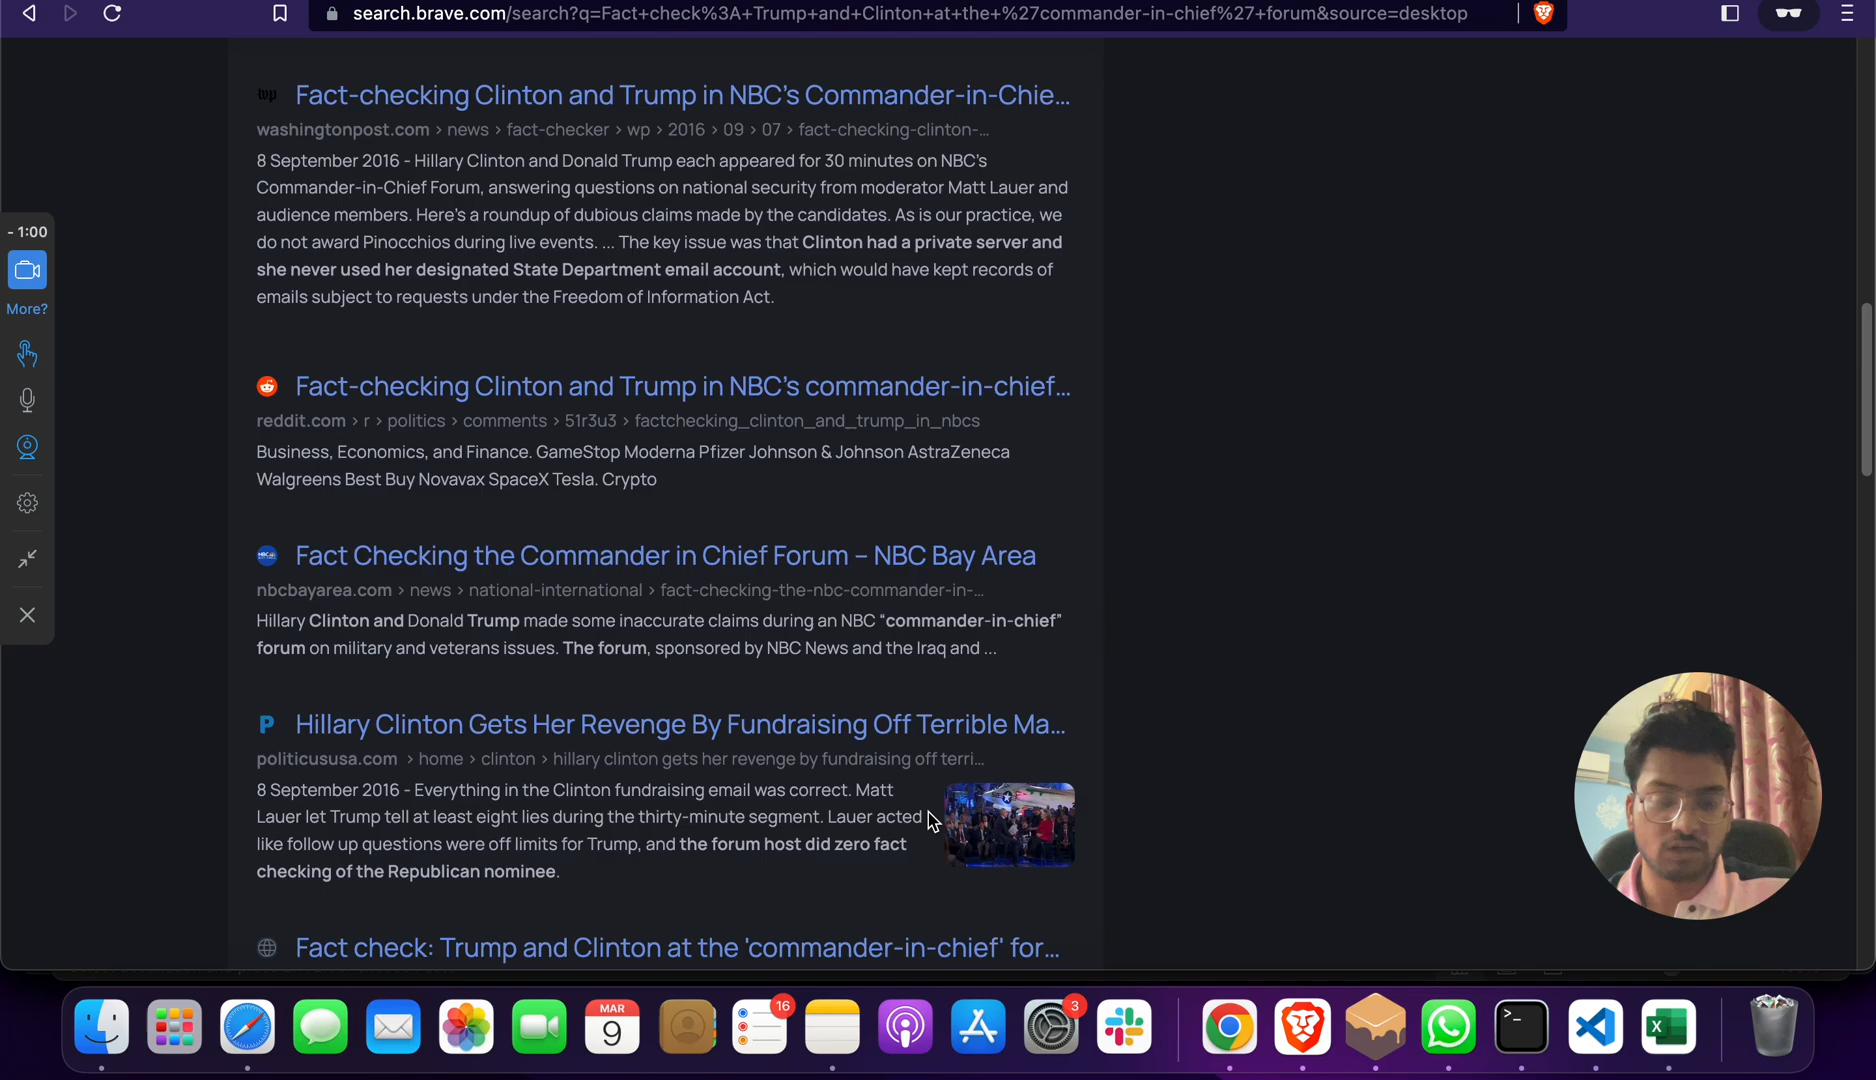 search.brave.com/search?q=Fact+check%3A+Trump+and+Clinton+at+the+%27commander-in-chief%27+forum&source=desktop
wp Fact-checking Clinton and Trump in NBC's Commander-in-Chie...
washingtonpost.com › news › fact-checker › wp › 2016 › 09 › 07 › fact-checking-clinton-...
8 September 2016 - Hillary Clinton and Donald Trump each appeared for 30 minutes on NBC's
Commander-in-Chief Forum, answering questions on national security from moderator Matt Lauer and
audience members. Here's a roundup of dubious claims made by the candidates. As is our practice, we
do not award Pinocchios during live events. ... The key issue was that Clinton had a private server and
she never used her designated State Department email account, which would have kept records of
emails subject to requests under the Freedom of Information Act.
- 1:00
More?
Fact-checking Clinton and Trump in NBC's commander-in-chief...
reddit.com › r › politics › comments › 51r3u3 › factchecking_clinton_and_trump_in_nbcs
Business, Economics, and Finance. GameStop Moderna Pfizer Johnson & Johnson AstraZeneca
Walgreens Best Buy Novavax SpaceX Tesla. Crypto
Fact Checking the Commander in Chief Forum – NBC Bay Area
nbcbayarea.com › news › national-international › fact-checking-the-nbc-commander-in-...
Hillary Clinton and Donald Trump made some inaccurate claims during an NBC “commander-in-chief”
forum on military and veterans issues. The forum, sponsored by NBC News and the Iraq and ...
P Hillary Clinton Gets Her Revenge By Fundraising Off Terrible Ma...
politicususa.com › home › clinton › hillary clinton gets her revenge by fundraising off terri...
8 September 2016 - Everything in the Clinton fundraising email was correct. Matt
Lauer let Trump tell at least eight lies during the thirty-minute segment. Lauer acted
like follow up questions were off limits for Trump, and the forum host did zero fact
checking of the Republican nominee.
Fact check: Trump and Clinton at the 'commander-in-chief' for...
MAR
9
16
3
>_
X